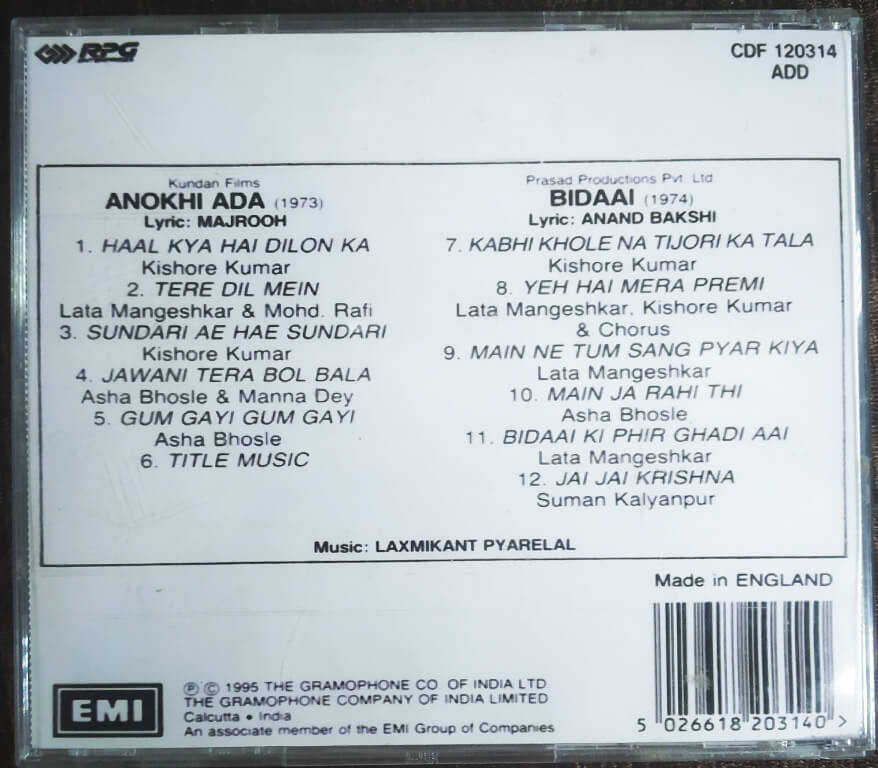 RPG
CDF 120314
ADD
Kundan Films
ANOKHI ADA (1973)
Lyric: MAJROOH
1. HAAL KYA HAI DILON KA
Kishore Kumar
2. TERE DIL MEIN
Lata Mangeshkar & Mohd. Rafi
3. SUNDARI AE HAE SUNDARI
Kishore Kumar
4. JAWANI TERA BOL BALA
Asha Bhosle & Manna Dey
5. GUM GAYI GUM GAYI
Asha Bhosle
6. TITLE MUSIC
Prasad Productions Pvt. Ltd
BIDAAI (1974)
Lyric: ANAND BAKSHI
7. KABHI KHOLE NA TIJORI KA TALA
Kishore Kumar
8. YEH HAI MERA PREMI
Lata Mangeshkar, Kishore Kumar
& Chorus
9. MAIN NE TUM SANG PYAR KIYA
Lata Mangeshkar
10. MAIN JA RAHI THI
Asha Bhosle
11. BIDAAI KI PHIR GHADI AAI
Lata Mangeshkar
12. JAI JAI KRISHNA
Suman Kalyanpur
Music: LAXMIKANT PYARELAL
Made in ENGLAND
EMI
℗ © 1995 THE GRAMOPHONE CO. OF INDIA LTD
THE GRAMOPHONE COMPANY OF INDIA LIMITED
Calcutta • India
An associate member of the EMI Group of Companies
5 026618 203140 >